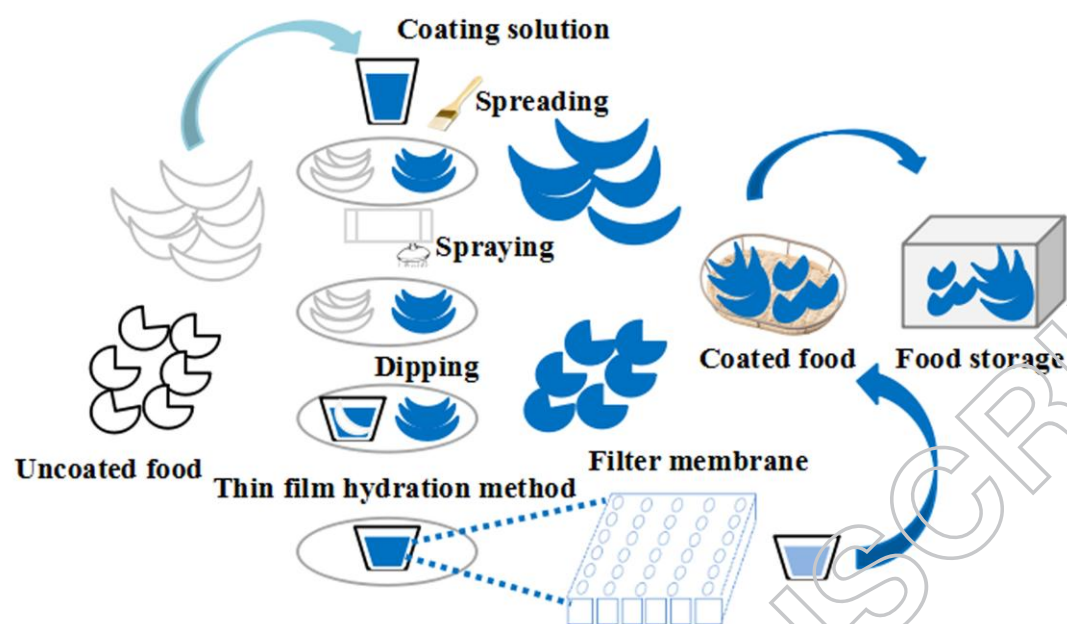 Coating solution
Spreading
Spraying
Dipping
Coated food
Food storage
Uncoated food
Filter membrane
Thin film hydration method